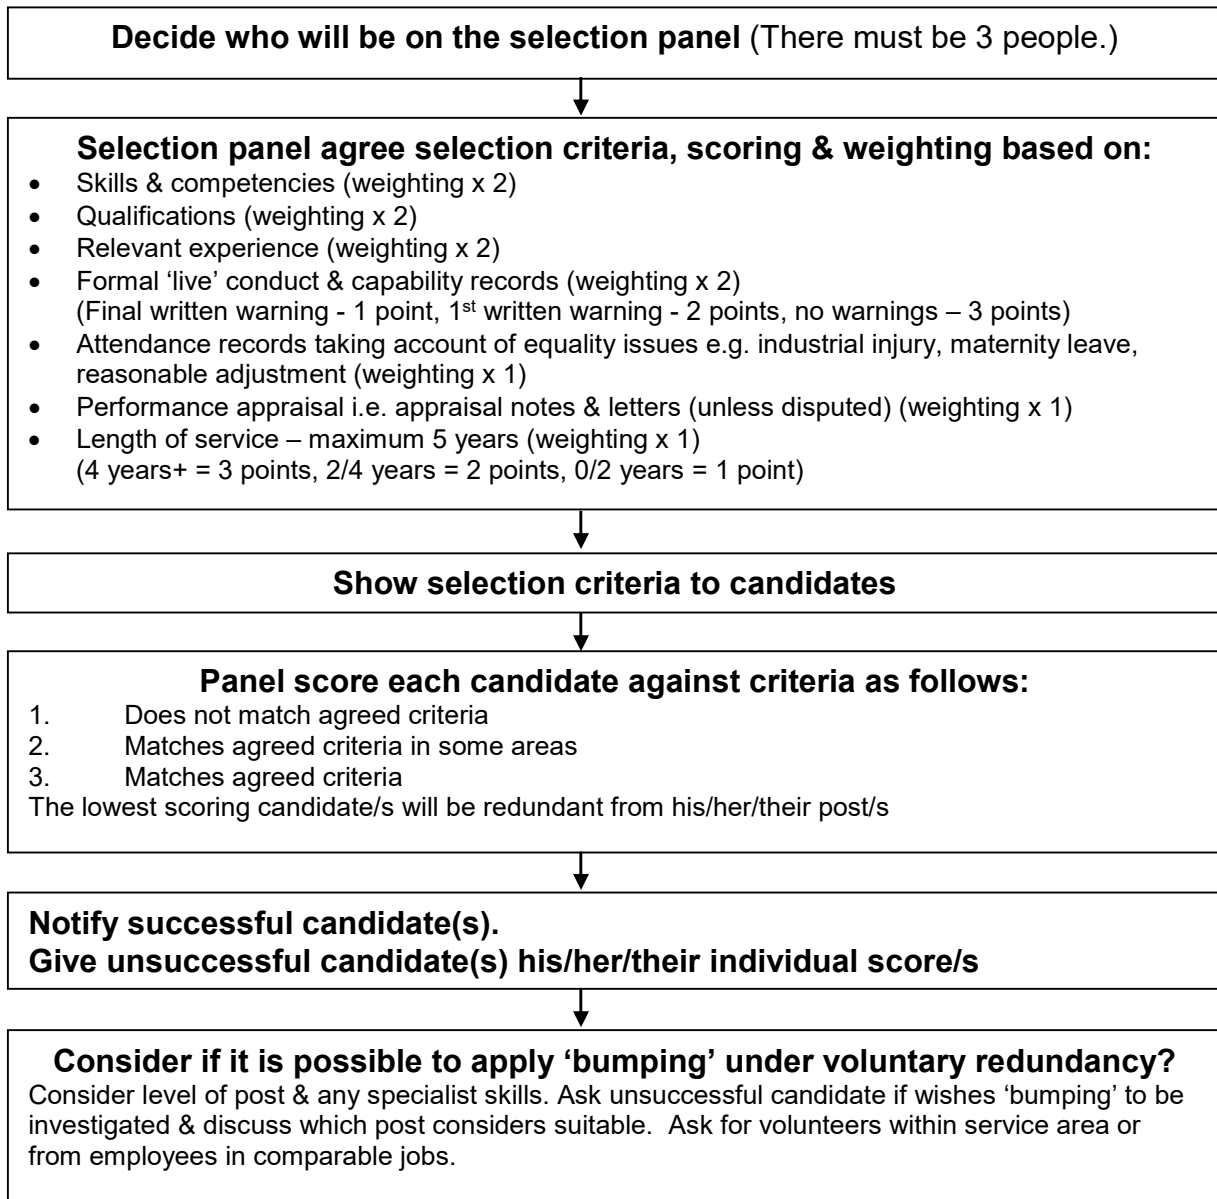 Decide who will be on the selection panel (There must be 3 people.)
Selection panel agree selection criteria, scoring & weighting based on:
• Skills & competencies (weighting x 2)
• Qualifications (weighting x 2)
• Relevant experience (weighting x 2)
• Formal ‘live’ conduct & capability records (weighting x 2)
(Final written warning - 1 point, 1st written warning - 2 points, no warnings – 3 points)
• Attendance records taking account of equality issues e.g. industrial injury, maternity leave,
reasonable adjustment (weighting x 1)
• Performance appraisal i.e. appraisal notes & letters (unless disputed) (weighting x 1)
• Length of service – maximum 5 years (weighting x 1)
(4 years+ = 3 points, 2/4 years = 2 points, 0/2 years = 1 point)
Show selection criteria to candidates
Panel score each candidate against criteria as follows:
1. Does not match agreed criteria
2. Matches agreed criteria in some areas
3. Matches agreed criteria
The lowest scoring candidate/s will be redundant from his/her/their post/s
Notify successful candidate(s).
Give unsuccessful candidate(s) his/her/their individual score/s
Consider if it is possible to apply ‘bumping’ under voluntary redundancy?
Consider level of post & any specialist skills. Ask unsuccessful candidate if wishes ‘bumping’ to be
investigated & discuss which post considers suitable.  Ask for volunteers within service area or
from employees in comparable jobs.